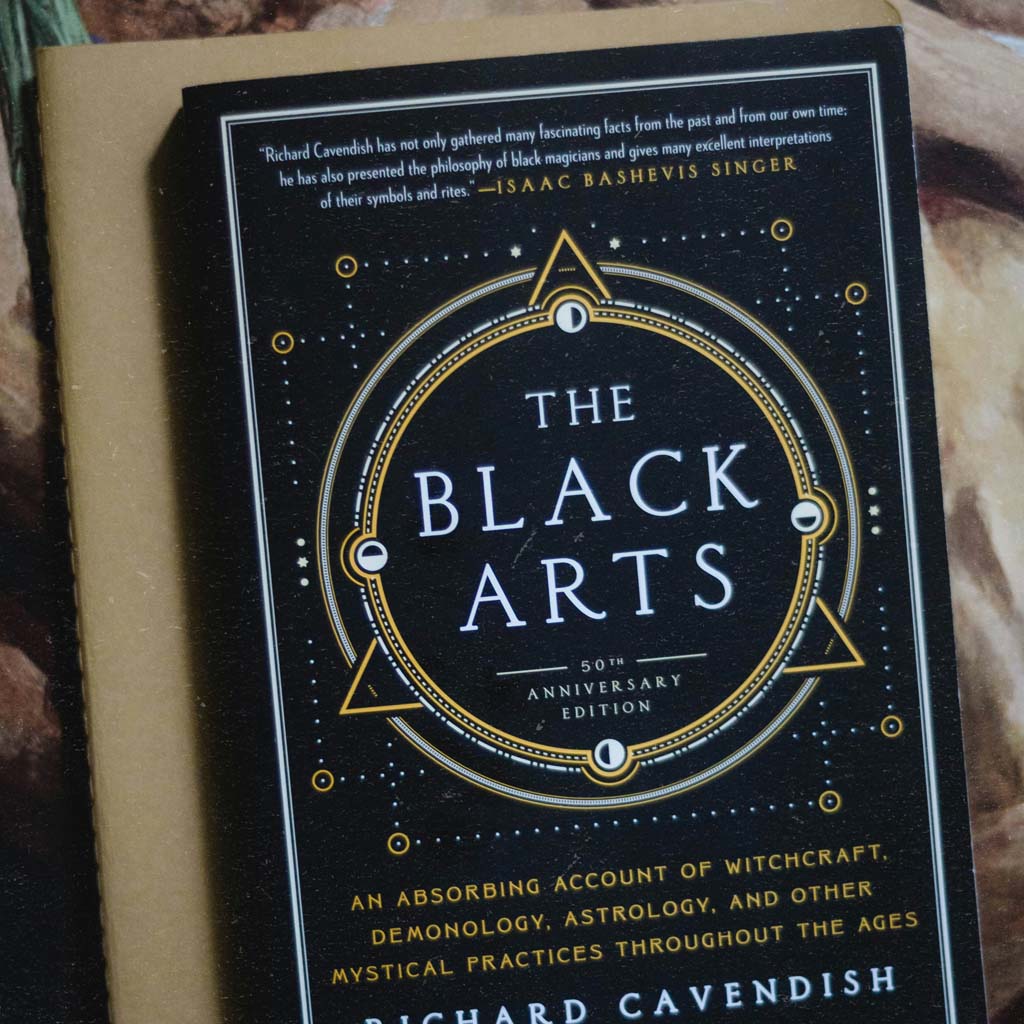 "Richard Cavendish has not only gathered many fascinating facts from the past and from our own time;
he has also presented the philosophy of black magicians and gives many excellent interpretations
of their symbols and rites."—ISAAC BASHEVIS SINGER
THE
BLACK
ARTS
50TH
ANNIVERSARY
EDITION
AN ABSORBING ACCOUNT OF WITCHCRAFT,
DEMONOLOGY, ASTROLOGY, AND OTHER
MYSTICAL PRACTICES THROUGHOUT THE AGES
RICHARD CAVENDISH